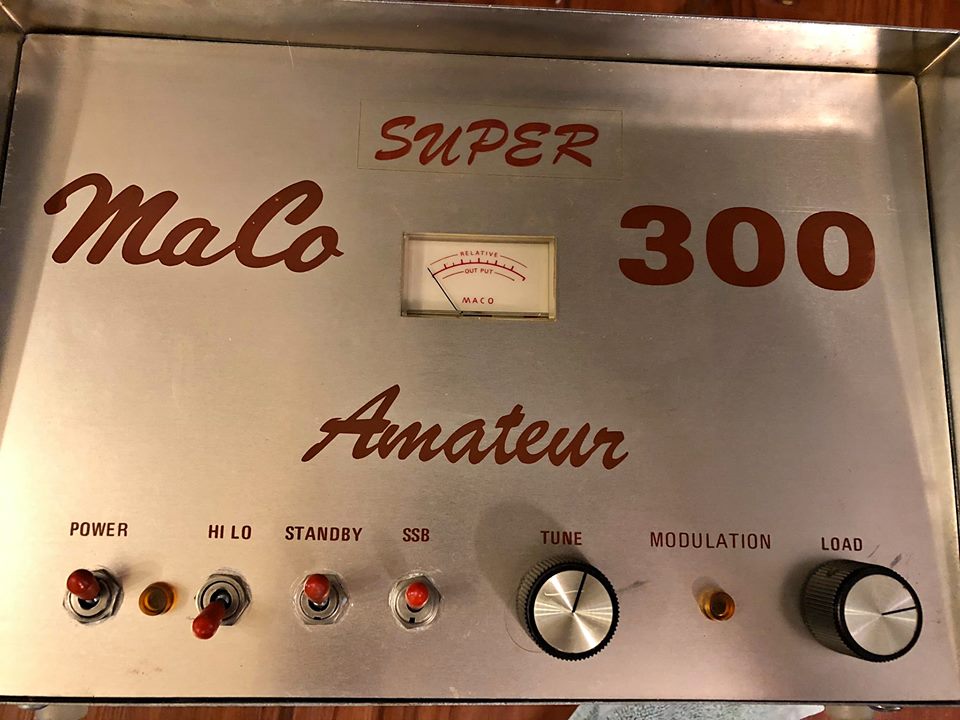 SUPER
MaCo 300
RELATIVE
OUT PUT
MACO
Amateur
POWER HI LO STANDBY SSB TUNE MODULATION LOAD